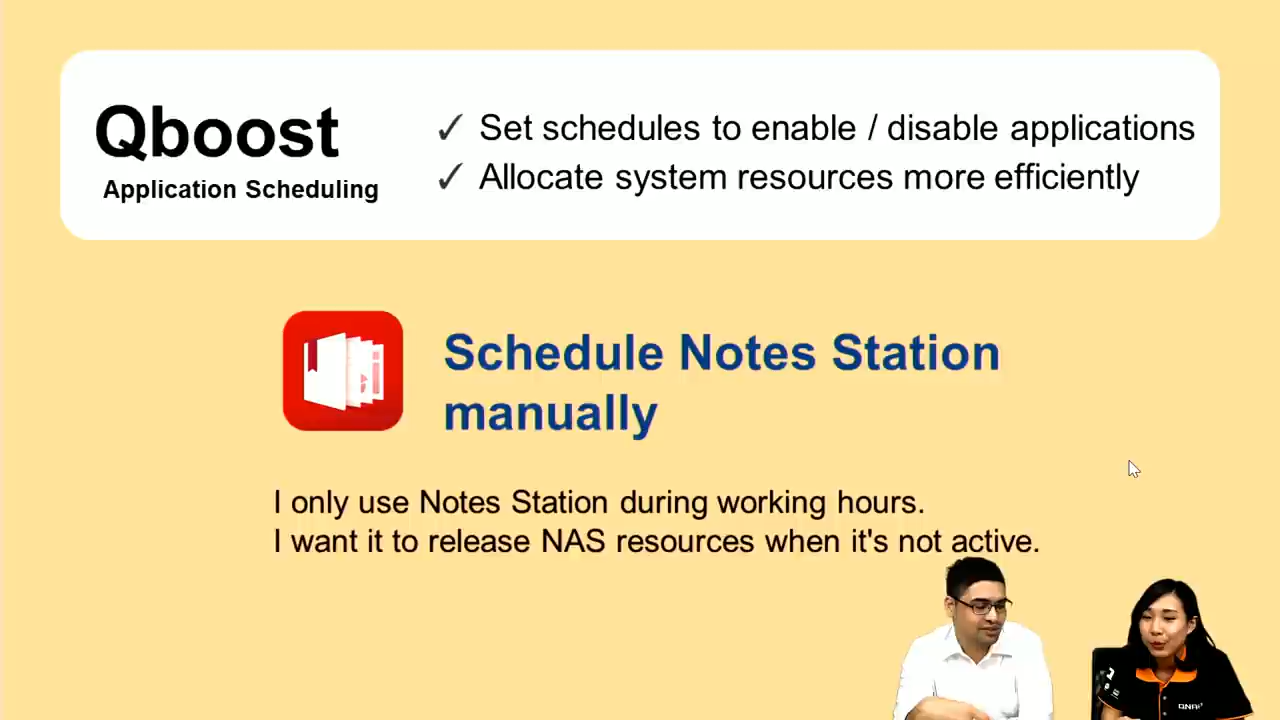 Qboost
Application Scheduling
✓ Set schedules to enable / disable applications
✓ Allocate system resources more efficiently
Schedule Notes Station
manually
I only use Notes Station during working hours.
I want it to release NAS resources when it's not active.
QNAP